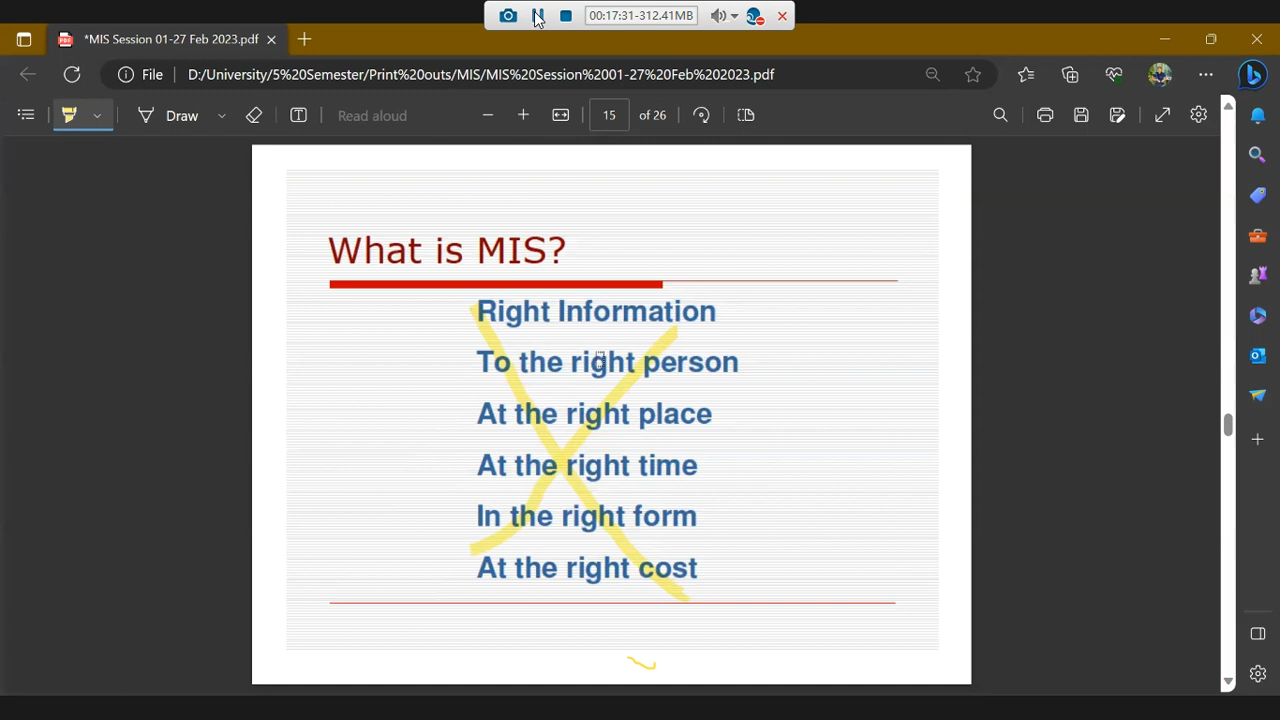 00:17:31-312.41MB
*MIS Session 01-27 Feb 2023.pdf
File D:/University/5%20Semester/Print%20outs/MIS/MIS%20Session%2001-27%20Feb%202023.pdf
Draw Read aloud 15 of 26
What is MIS?
Right Information
To the right person
At the right place
At the right time
In the right form
At the right cost